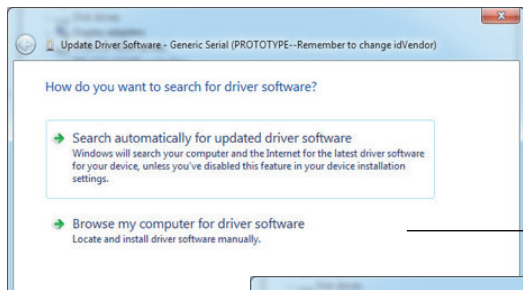 Update Driver Software - Generic Serial (PROTOTYPE--Remember to change idVendor)
How do you want to search for driver software?
Search automatically for updated driver software
Windows will search your computer and the Internet for the latest driver software
for your device, unless you've disabled this feature in your device installation
settings.
Browse my computer for driver software
Locate and install driver software manually.